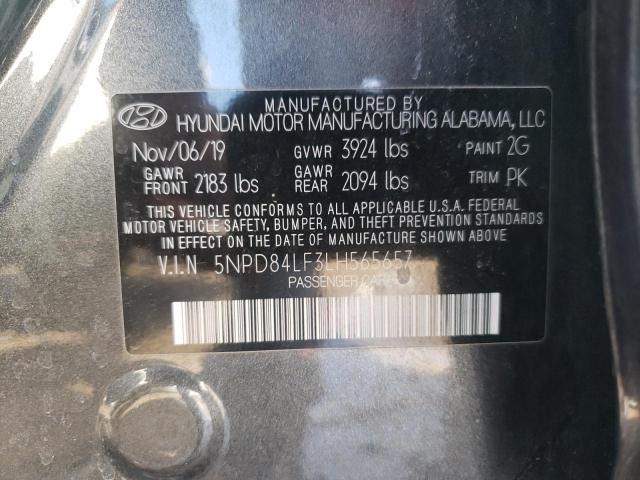 MANUFACTURED BY
HYUNDAI MOTOR MANUFACTURING ALABAMA, LLC
Nov/06/19 GVWR 3924 lbs PAINT 2G
GAWR FRONT 2183 lbs GAWR REAR 2094 lbs TRIM PK
THIS VEHICLE CONFORMS TO ALL APPLICABLE U.S.A. FEDERAL
MOTOR VEHICLE SAFETY, BUMPER, AND THEFT PREVENTION STANDARDS
IN EFFECT ON THE DATE OF MANUFACTURE SHOWN ABOVE.
V.I.N 5NPD84LF3LH565657
PASSENGER CAR